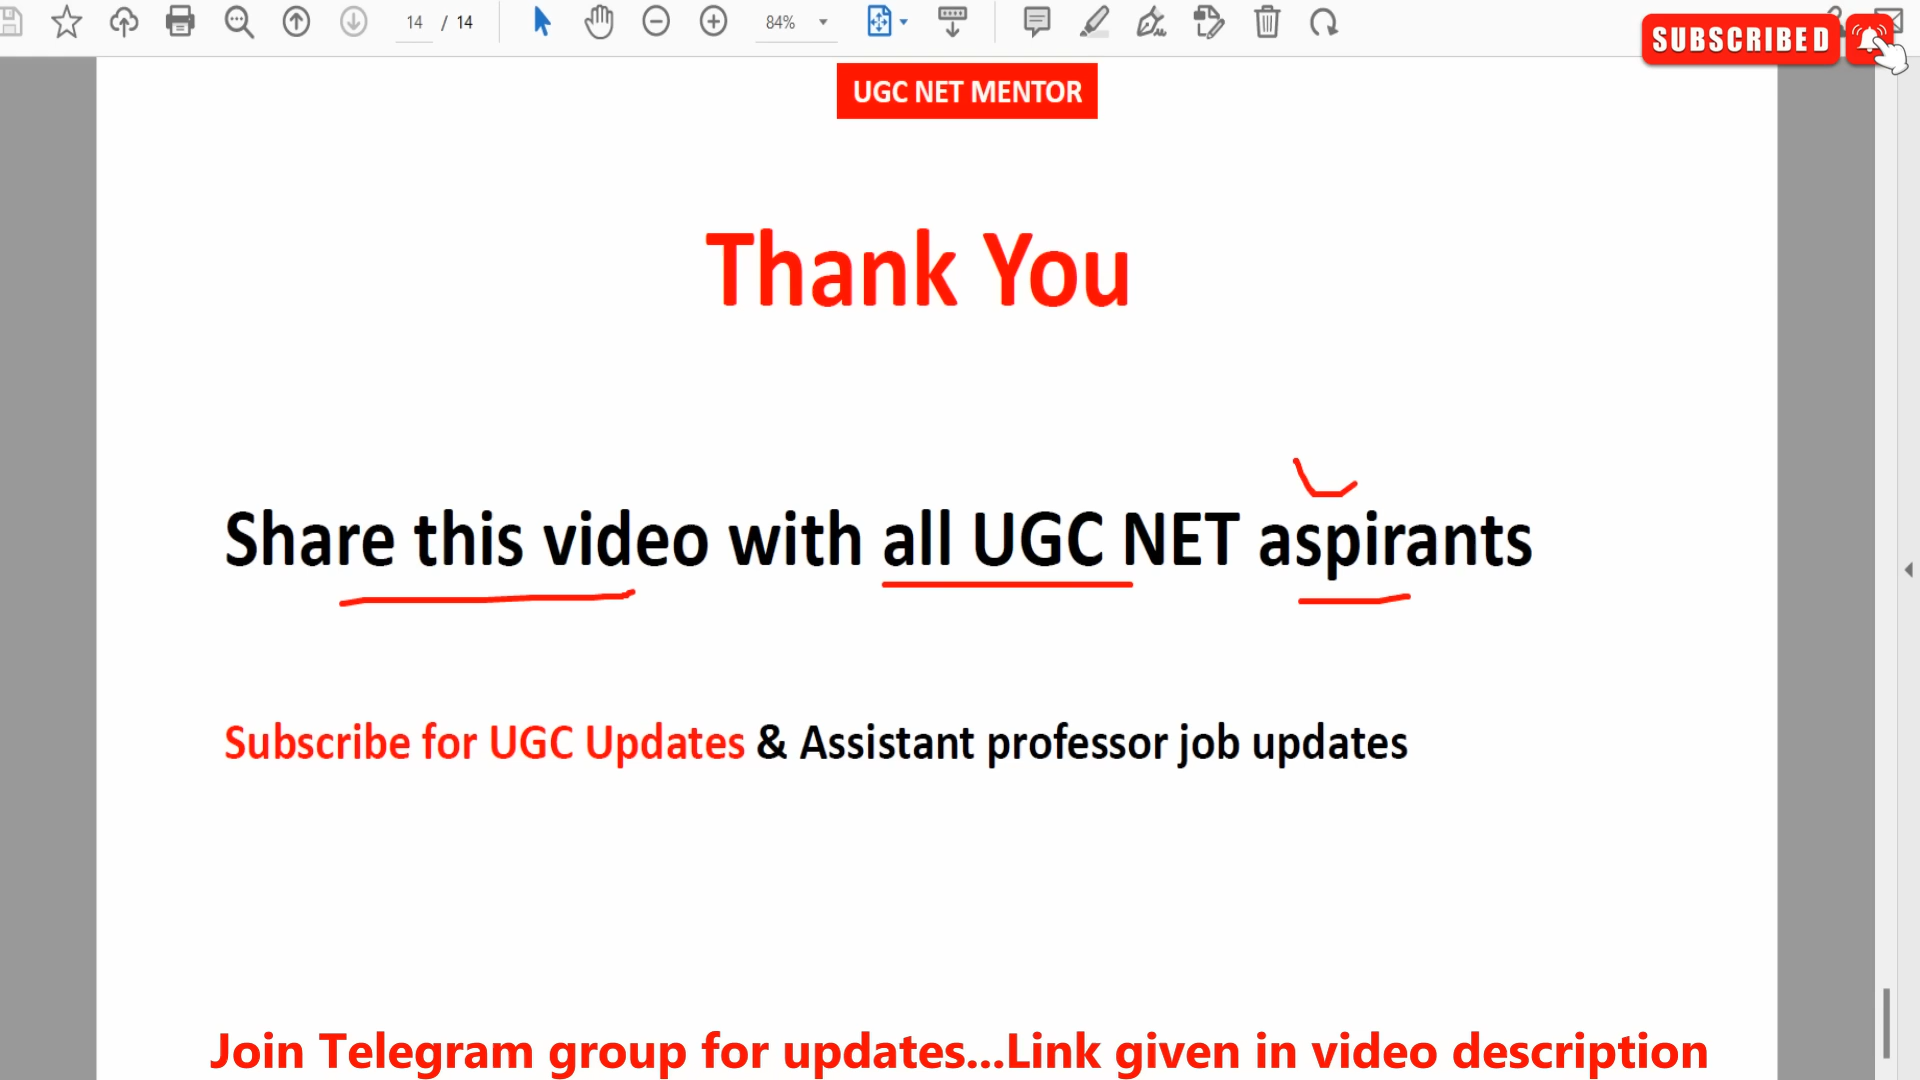 14 / 14
84%
SUBSCRIBED
UGC NET MENTOR
Thank You
Share this video with all UGC NET aspirants
Subscribe for UGC Updates & Assistant professor job updates
Join Telegram group for updates...Link given in video description